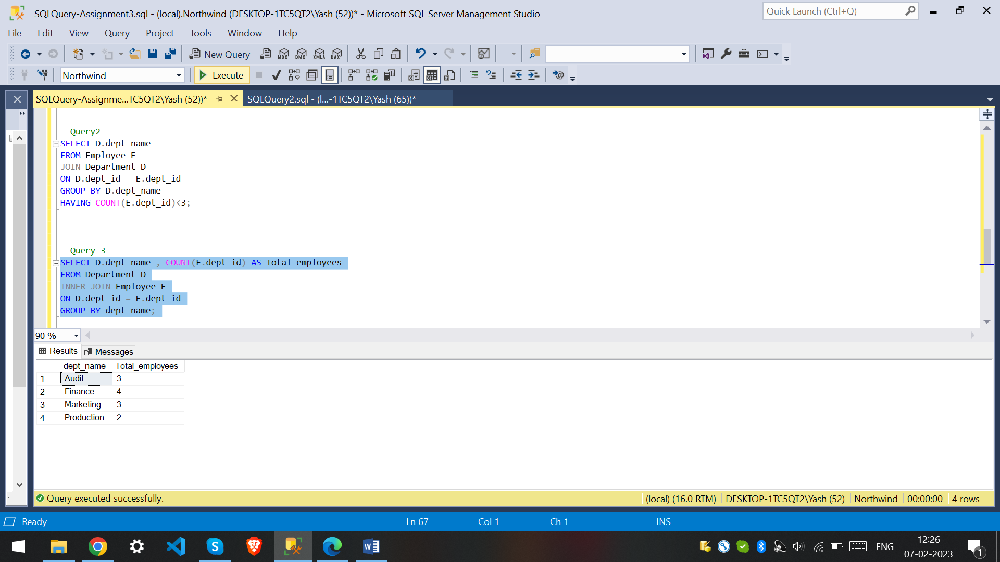 SQLQuery-Assignment3.sql - (local).Northwind (DESKTOP-1TC5QT2\Yash (52))* - Microsoft SQL Server Management Studio
Quick Launch (Ctrl+Q)
File Edit View Query Project Tools Window Help
New Query MDX DMX XMLA DAX
Northwind Execute
SQLQuery-Assignme...TC5QT2\Yash (52))* SQLQuery2.sql - (l...-1TC5QT2\Yash (65))*
--Query2--
SELECT D.dept_name
FROM Employee E
JOIN Department D
ON D.dept_id = E.dept_id
GROUP BY D.dept_name
HAVING COUNT(E.dept_id)<3;
--Query-3--
SELECT D.dept_name , COUNT(E.dept_id) AS Total_employees
FROM Department D
INNER JOIN Employee E
ON D.dept_id = E.dept_id
GROUP BY dept_name;
90 %
Results Messages
dept_name Total_employees
1 Audit 3
2 Finance 4
3 Marketing 3
4 Production 2
Query executed successfully. (local) (16.0 RTM) DESKTOP-1TC5QT2\Yash (52) Northwind 00:00:00 4 rows
Ready Ln 67 Col 1 Ch 1 INS
ENG 12:26
07-02-2023 1